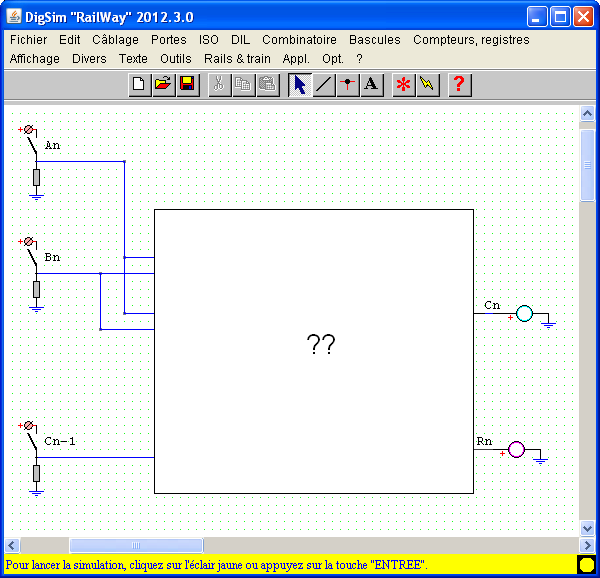 DigSim "RailWay" 2012.3.0
Fichier Edit Câblage Portes ISO DIL Combinatoire Bascules Compteurs, registres
Affichage Divers Texte Outils Rails & train Appl. Opt. ?
A ?
An
Bn
Cn
??
Cn-1
Rn
Pour lancer la simulation, cliquez sur l'éclair jaune ou appuyez sur la touche "ENTREE".